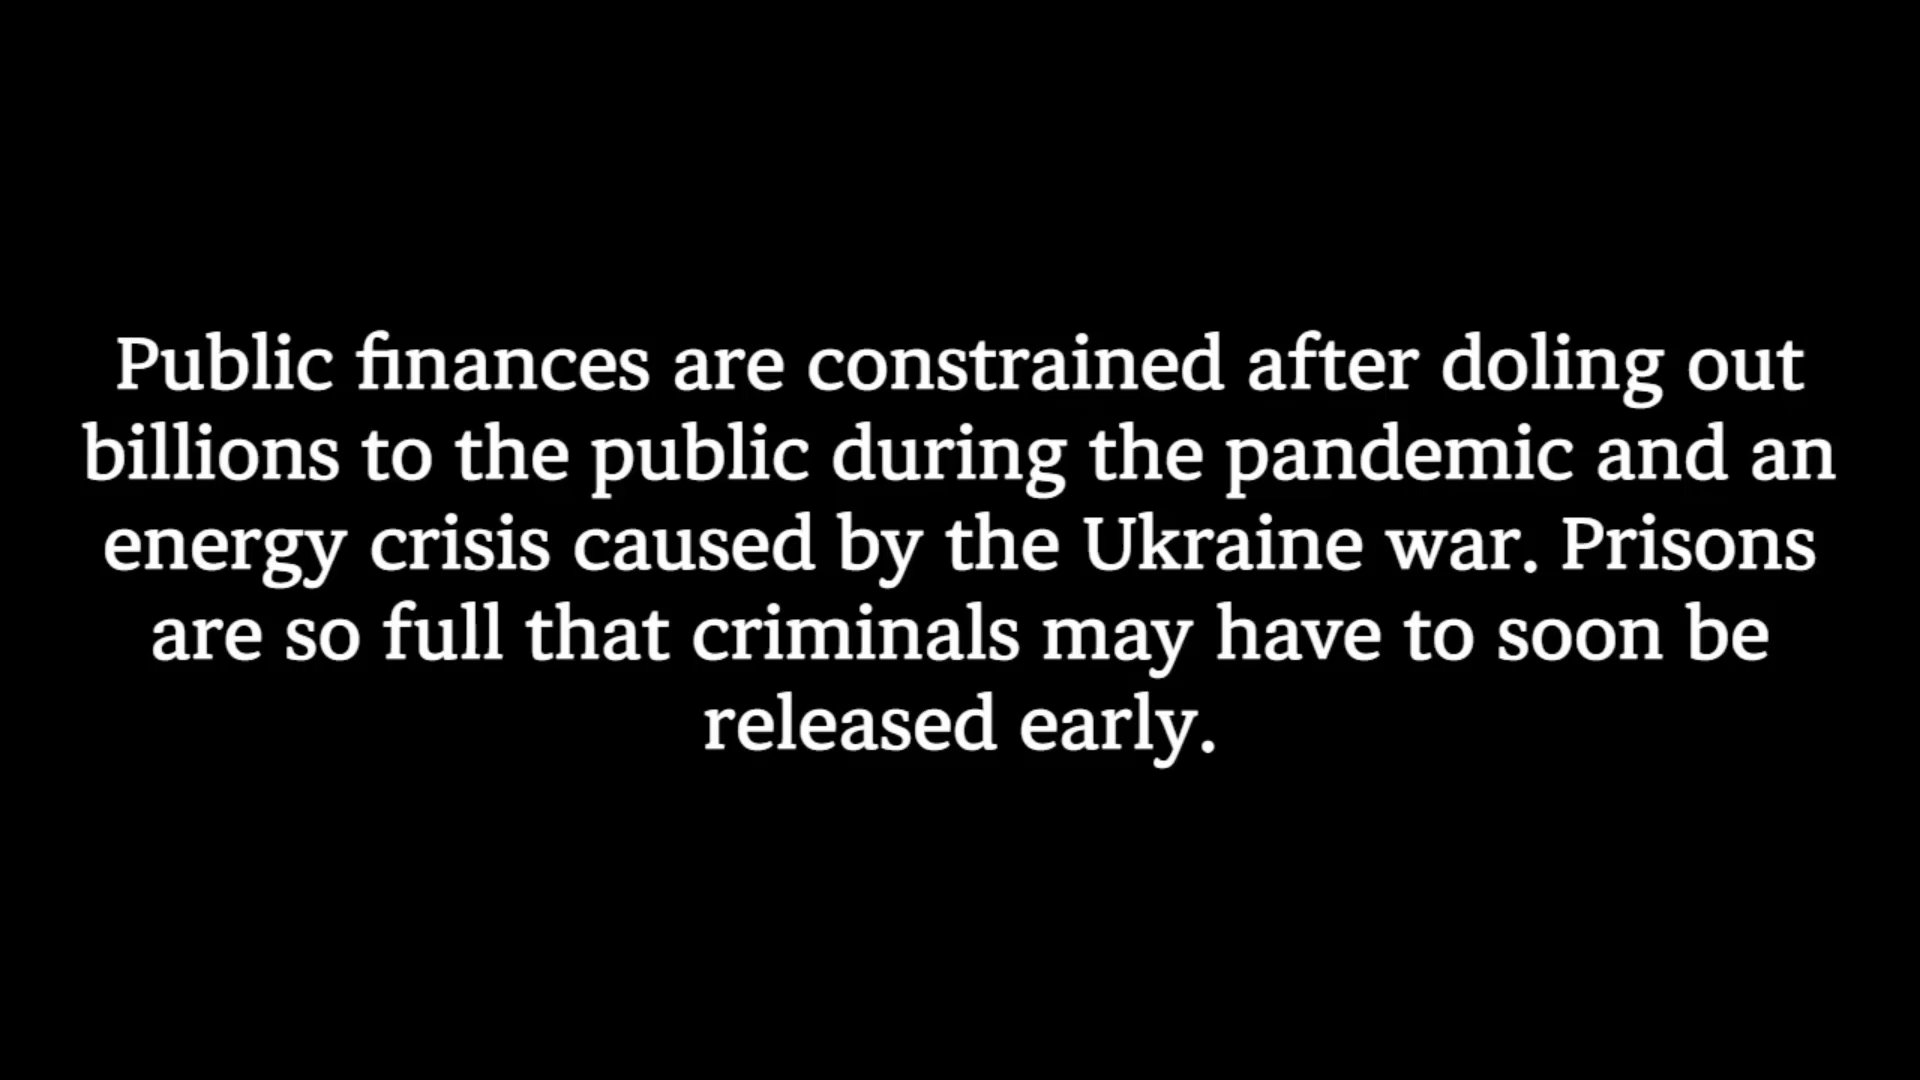 Public finances are constrained after doling out
billions to the public during the pandemic and an
energy crisis caused by the Ukraine war. Prisons
are so full that criminals may have to soon be
released early.